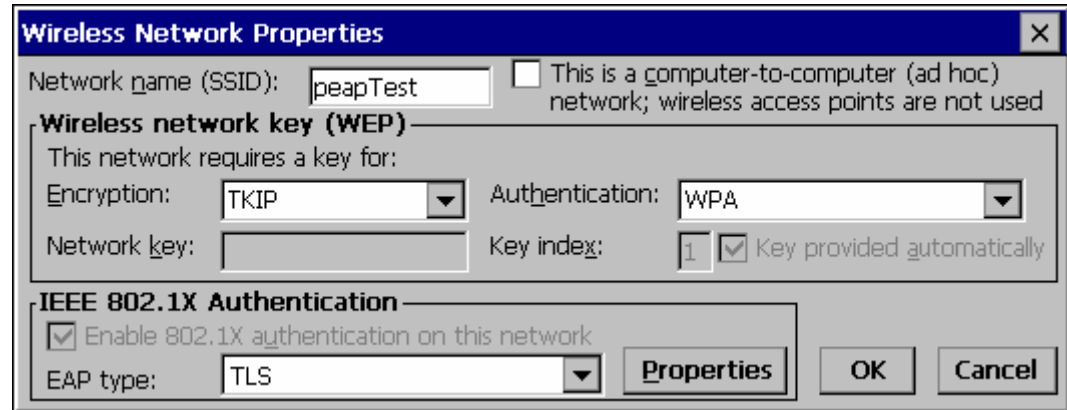 Wireless Network Properties
Network name (SSID): peapTest
This is a computer-to-computer (ad hoc)
network; wireless access points are not used
Wireless network key (WEP)
This network requires a key for:
Encryption: TKIP Authentication: WPA
Network key: Key index: 1 Key provided automatically
IEEE 802.1X Authentication
Enable 802.1X authentication on this network
EAP type: TLS Properties OK Cancel